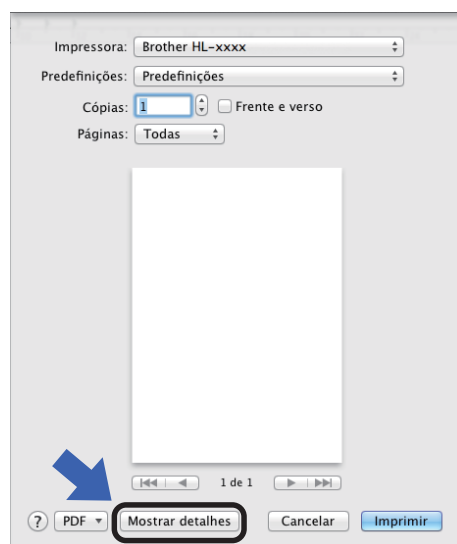 Impressora: Brother HL-xxxx
Predefinições: Predefinições
Cópias: 1 Frente e verso
Páginas: Todas
1 de 1
? PDF Mostrar detalhes Cancelar Imprimir